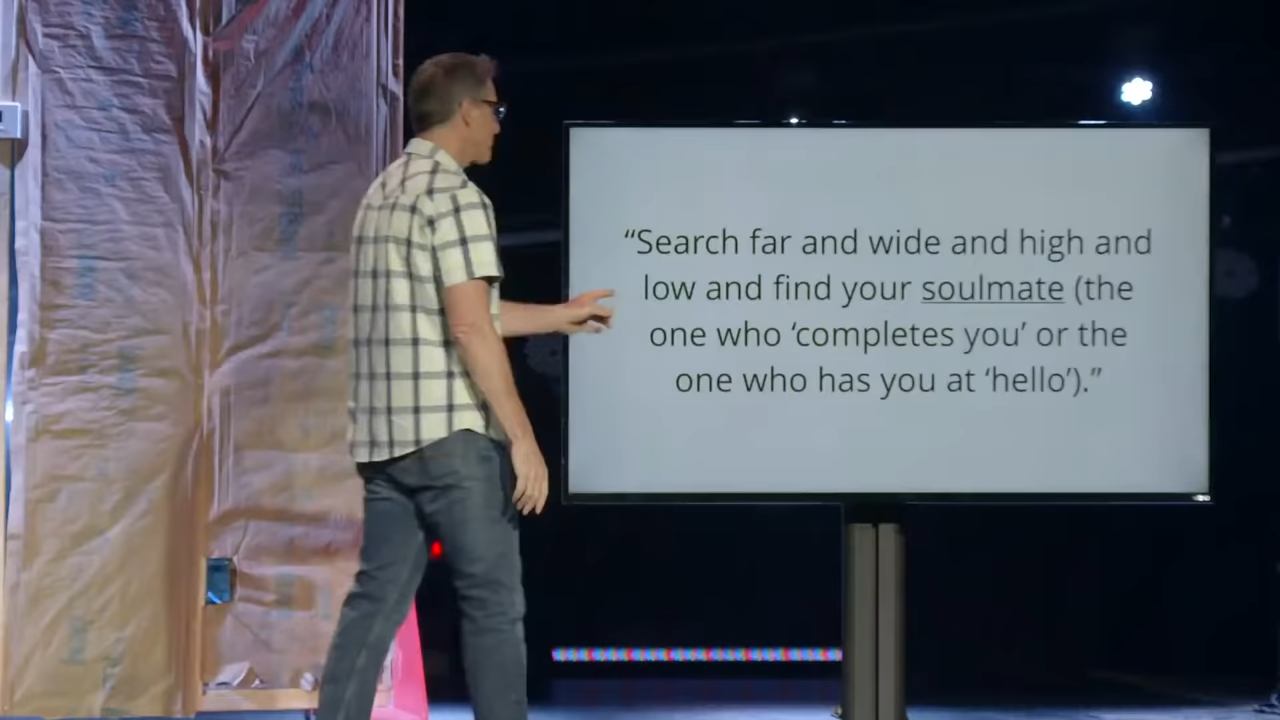 “Search far and wide and high and
low and find your soulmate (the
one who ‘completes you’ or the
one who has you at ‘hello’).”